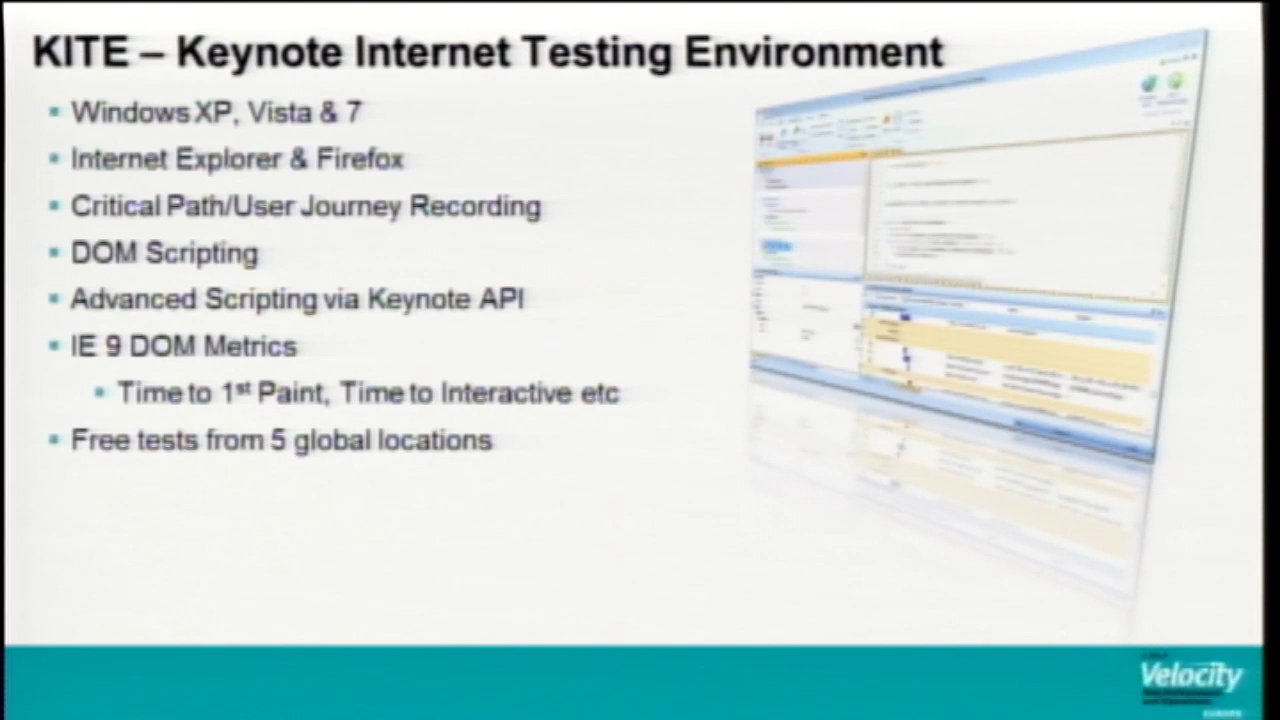 KITE – Keynote Internet Testing Environment
Windows XP, Vista & 7
Internet Explorer & Firefox
Critical Path/User Journey Recording
DOM Scripting
Advanced Scripting via Keynote API
IE 9 DOM Metrics
Time to 1st Paint, Time to Interactive etc
Free tests from 5 global locations
Velocity
EUROPE